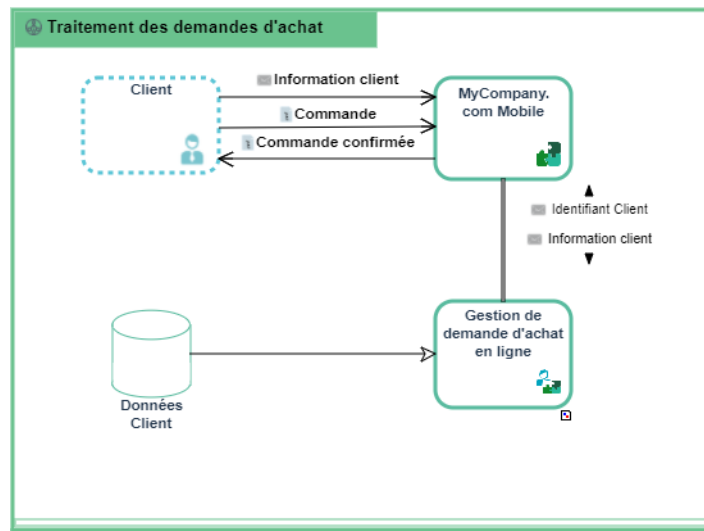 Traitement des demandes d'achat
Client
Information client
Commande
Commande confirmée
MyCompany.
com Mobile
Identifiant Client
Information client
Gestion de
demande d'achat
en ligne
Données
Client